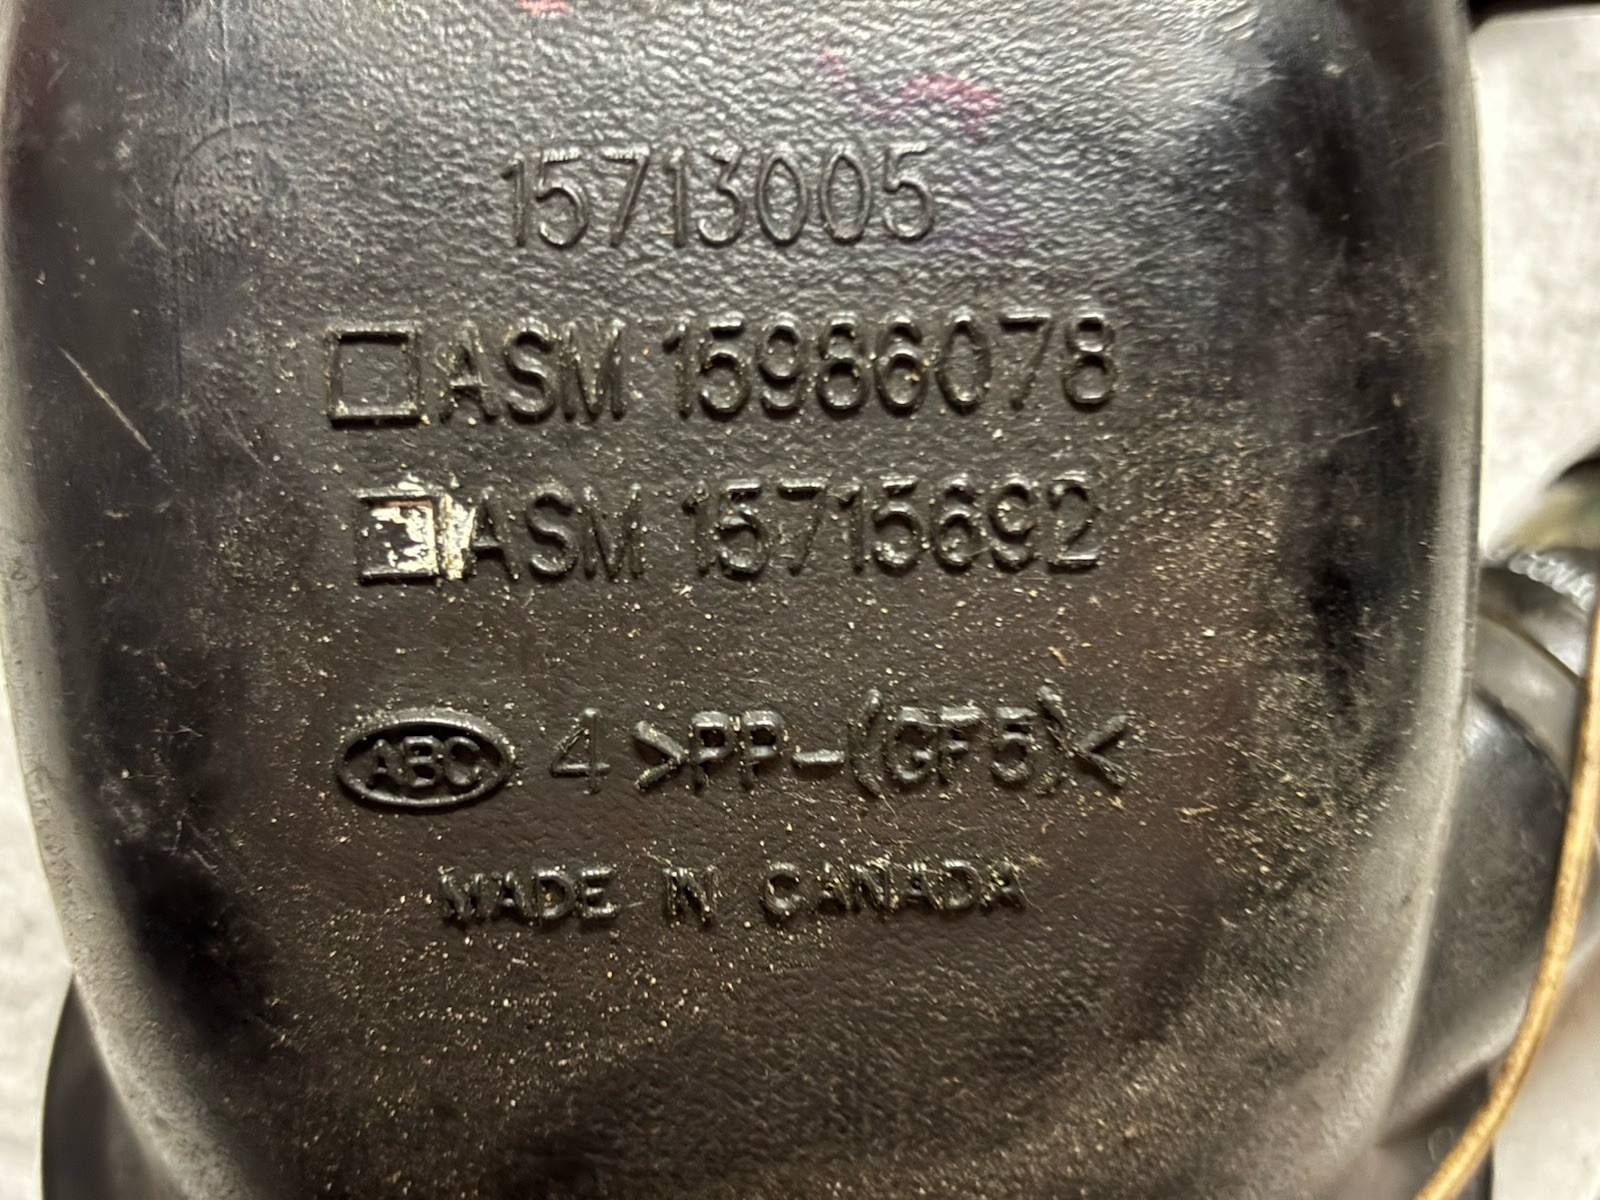 15713005
ASM 15986078
ASM 15715692
ABC 4 >PP-(GF5)<
MADE IN CANADA